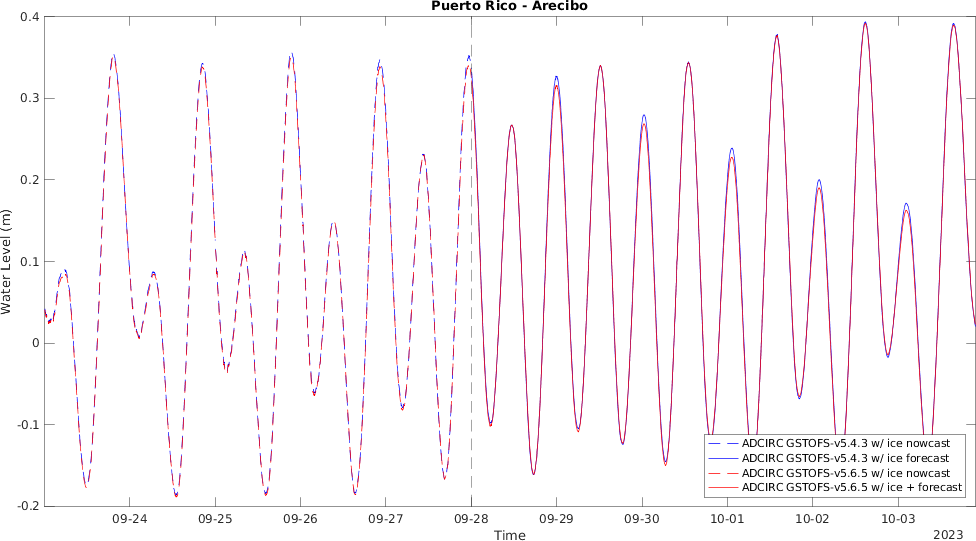 Puerto Rico - Arecibo
0.4
0.3
0.2
0.1
0
-0.1
-0.2
Water Level (m)
ADCIRC GSTOFS-v5.4.3 w/ ice nowcast
ADCIRC GSTOFS-v5.4.3 w/ ice forecast
ADCIRC GSTOFS-v5.6.5 w/ ice nowcast
ADCIRC GSTOFS-v5.6.5 w/ ice + forecast
09-24 09-25 09-26 09-27 09-28 09-29 09-30 10-01 10-02 10-03
Time
2023